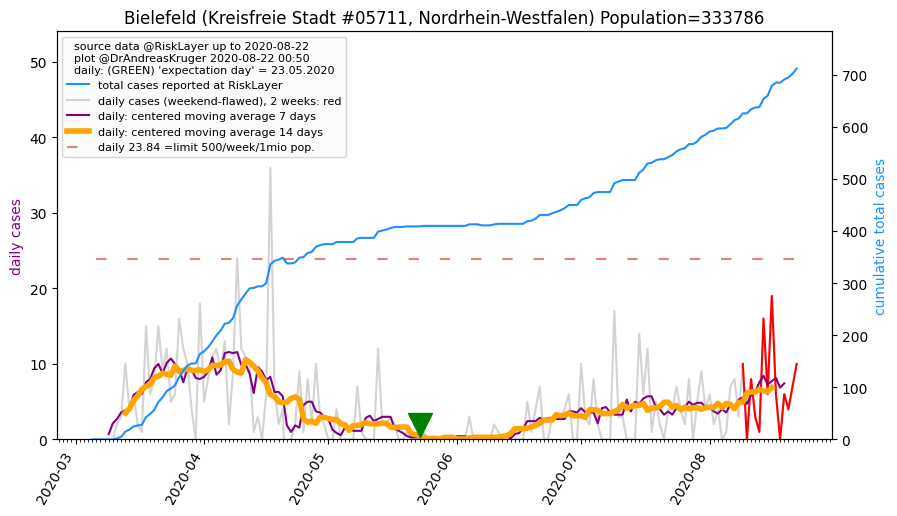 Bielefeld (Kreisfreie Stadt #05711, Nordrhein-Westfalen) Population=333786
source data @RiskLayer up to 2020-08-22
plot @DrAndreasKruger 2020-08-22 00:50
daily: (GREEN) 'expectation day' = 23.05.2020
total cases reported at RiskLayer
daily cases (weekend-flawed), 2 weeks: red
daily: centered moving average 7 days
daily: centered moving average 14 days
daily 23.84 =limit 500/week/1mio pop.
daily cases
50
40
30
20
10
0
cumulative total cases
700
600
500
400
300
200
100
0
2020-03
2020-04
2020-05
2020-06
2020-07
2020-08